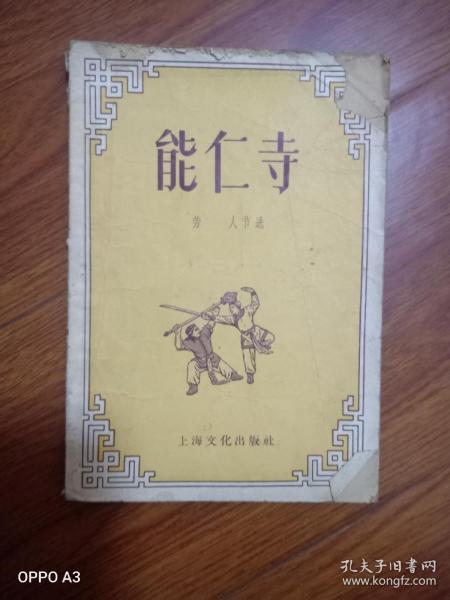 能仁寺
劳 人节选
上海文化出版社
OPPO A3
孔夫子旧书网
www.kongfz.com